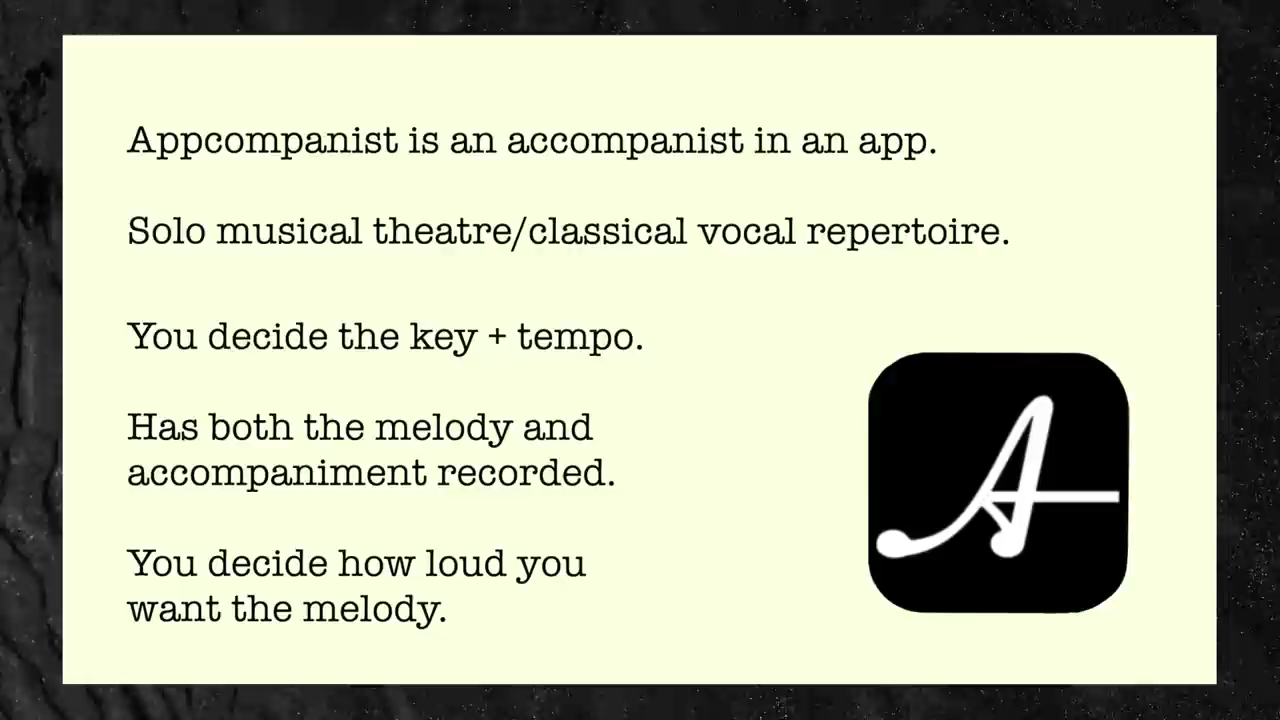 Appcompanist is an accompanist in an app.
Solo musical theatre/classical vocal repertoire.
You decide the key + tempo.
Has both the melody and
accompaniment recorded.
You decide how loud you
want the melody.
A